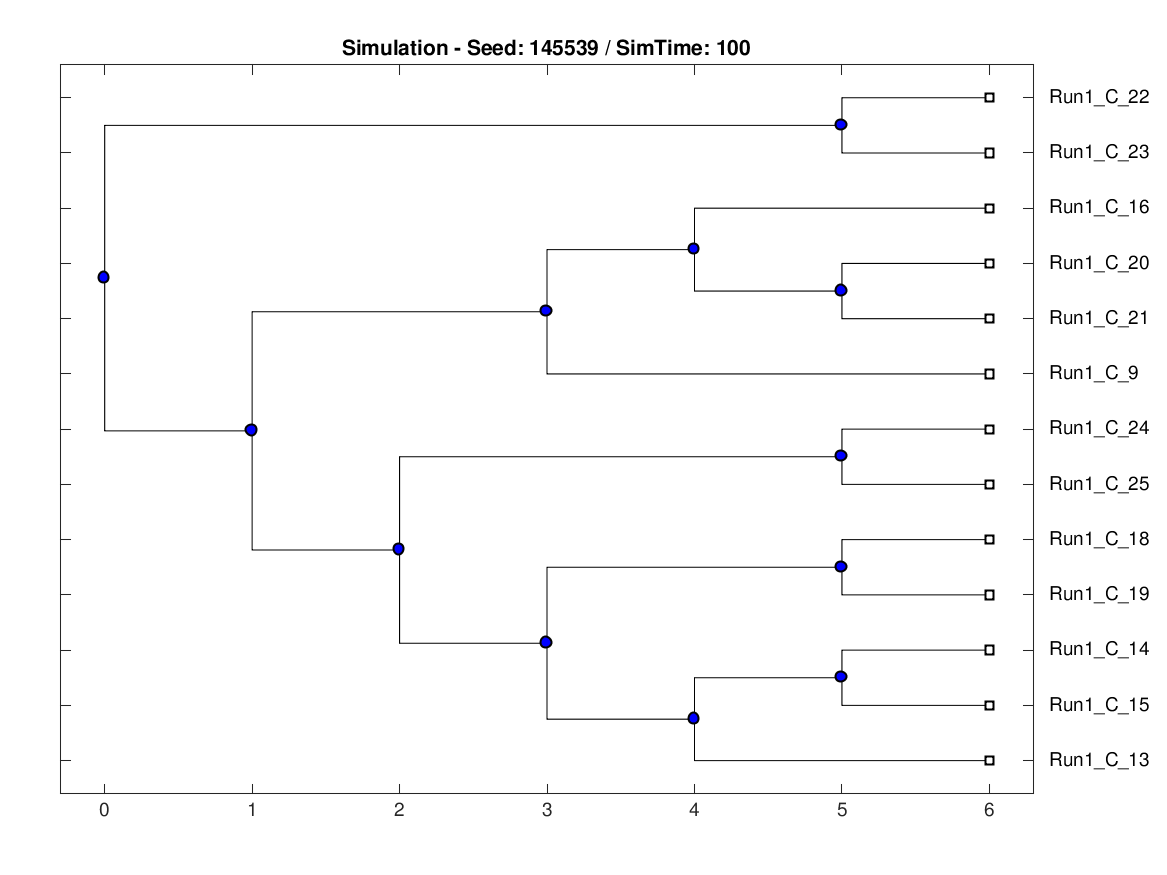 Simulation - Seed: 145539 / SimTime: 100
Run1_C_22
Run1_C_23
Run1_C_16
Run1_C_20
Run1_C_21
Run1_C_9
Run1_C_24
Run1_C_25
Run1_C_18
Run1_C_19
Run1_C_14
Run1_C_15
Run1_C_13
0 1 2 3 4 5 6